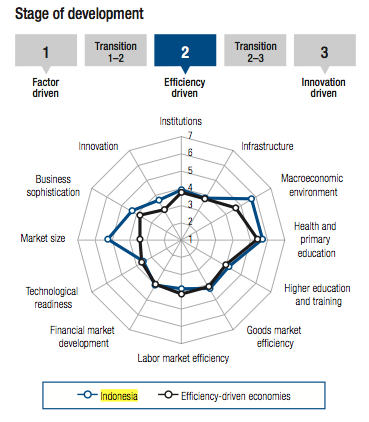 Stage of development
1
Transition
1–2
2
Transition
2–3
3
Factor
driven
Efficiency
driven
Innovation
driven
Institutions
7
6
5
4
3
2
1
Infrastructure
Macroeconomic
environment
Health and
primary
education
Higher education
and training
Goods market
efficiency
Labor market efficiency
Financial market
development
Technological
readiness
Market size
Business
sophistication
Innovation
Indonesia
Efficiency-driven economies